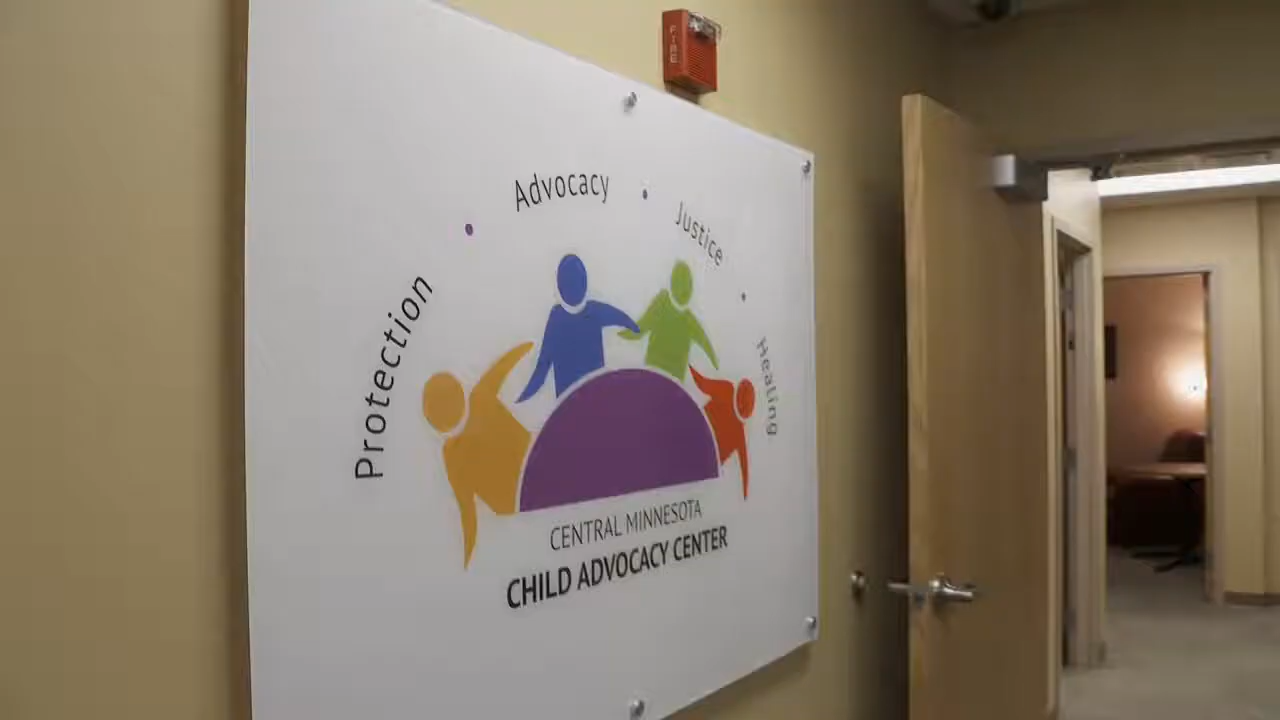 FIRE
Protection • Advocacy • Justice • Healing
CENTRAL MINNESOTA
CHILD ADVOCACY CENTER